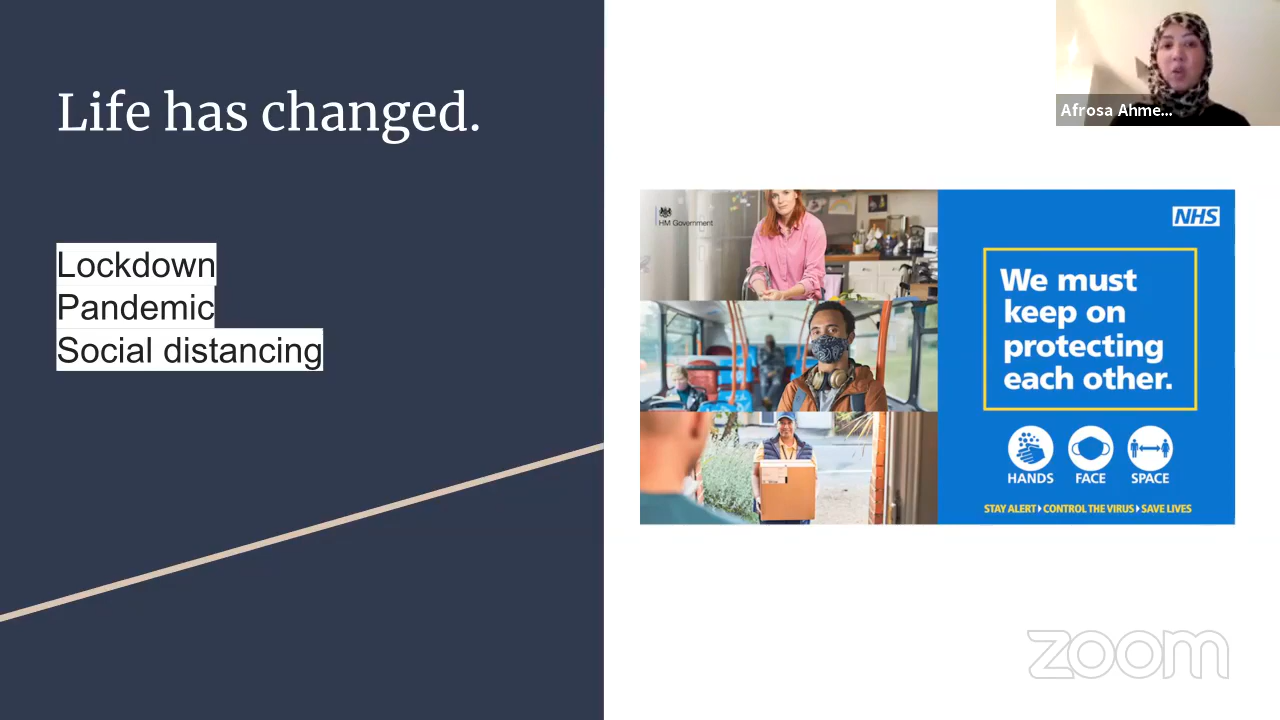 Life has changed.
Lockdown
Pandemic
Social distancing
Afrosa Ahme...
HM Government
NHS
We must
keep on
protecting
each other.
HANDS FACE SPACE
STAY ALERT CONTROL THE VIRUS SAVE LIVES
zoom